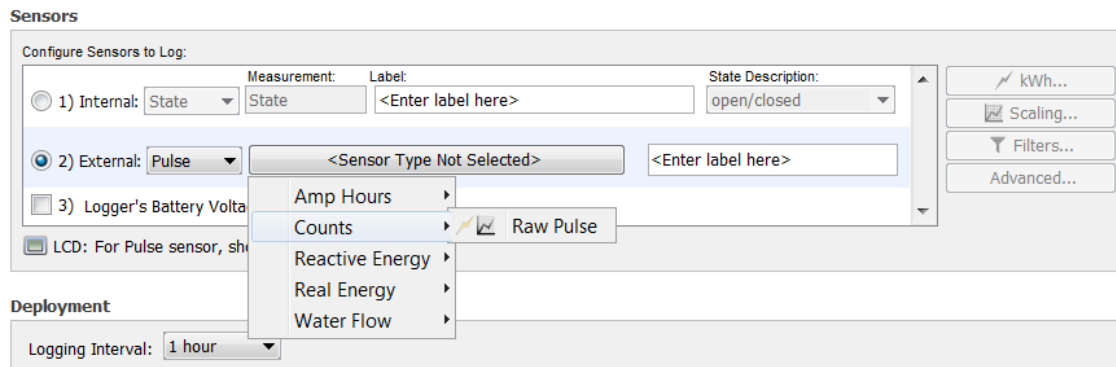 Sensors
Configure Sensors to Log:
Measurement: Label: State Description:
1) Internal: State State <Enter label here> open/closed
kWh...
Scaling...
2) External: Pulse <Sensor Type Not Selected> <Enter label here>
Filters...
Advanced...
3) Logger's Battery Volta
Amp Hours
Counts
Raw Pulse
LCD: For Pulse sensor, sh
Reactive Energy
Real Energy
Water Flow
Deployment
Logging Interval: 1 hour